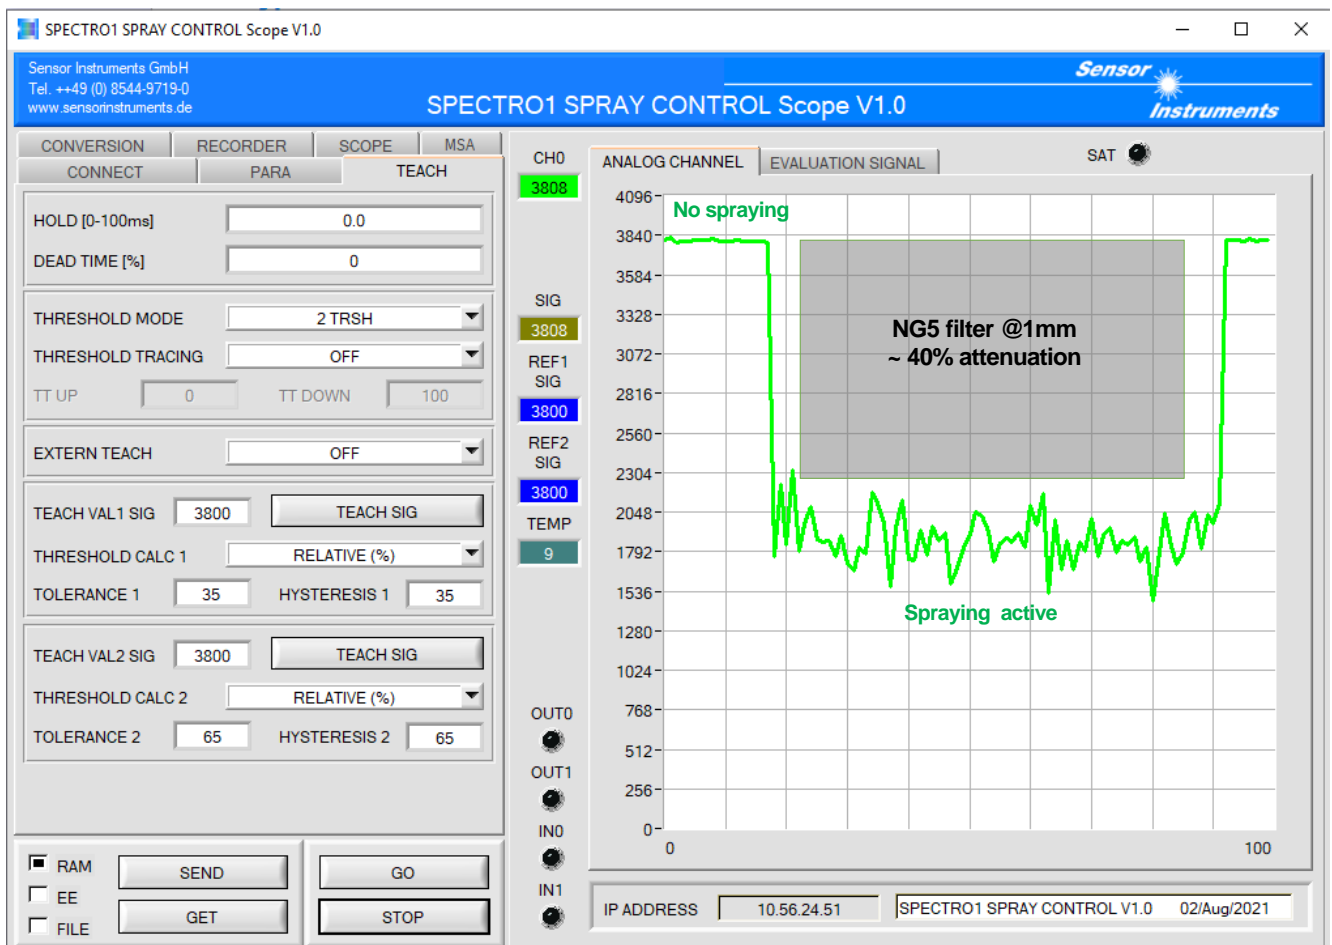 SPECTRO1 SPRAY CONTROL Scope V1.0
Sensor Instruments GmbH
Tel. ++49 (0) 8544-9719-0
www.sensorinstruments.de
SPECTRO1 SPRAY CONTROL Scope V1.0
Sensor
Instruments
CONVERSION RECORDER SCOPE MSA
CONNECT PARA TEACH
HOLD [0-100ms] 0.0
DEAD TIME [%] 0
THRESHOLD MODE 2 TRSH
THRESHOLD TRACING OFF
TT UP 0 TT DOWN 100
EXTERN TEACH OFF
TEACH VAL1 SIG 3800 TEACH SIG
THRESHOLD CALC 1 RELATIVE (%)
TOLERANCE 1 35 HYSTERESIS 1 35
TEACH VAL2 SIG 3800 TEACH SIG
THRESHOLD CALC 2 RELATIVE (%)
TOLERANCE 2 65 HYSTERESIS 2 65
RAM SEND GO
EE
GET STOP
FILE
CH0
3808
SIG
3808
REF1
SIG
3800
REF2
SIG
3800
TEMP
9
OUT0
OUT1
IN0
IN1
ANALOG CHANNEL EVALUATION SIGNAL SAT
4096
3840
3584
3328
3072
2816
2560
2304
2048
1792
1536
1280
1024
768
512
256
0
0 100
No spraying
NG5 filter @1mm
~ 40% attenuation
Spraying active
IP ADDRESS 10.56.24.51 SPECTRO1 SPRAY CONTROL V1.0 02/Aug/2021